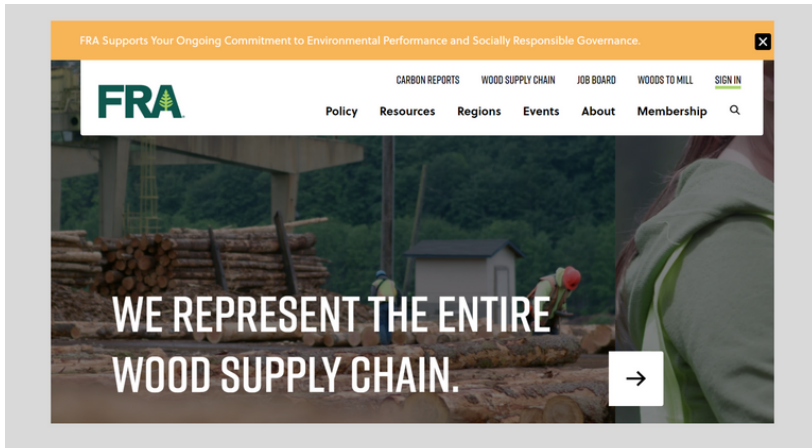 FRA Supports Your Ongoing Commitment to Environmental Performance and Socially Responsible Governance.
CARBON REPORTS WOOD SUPPLY CHAIN JOB BOARD WOODS TO MILL SIGN IN
FRA
Policy Resources Regions Events About Membership
WE REPRESENT THE ENTIRE
WOOD SUPPLY CHAIN.